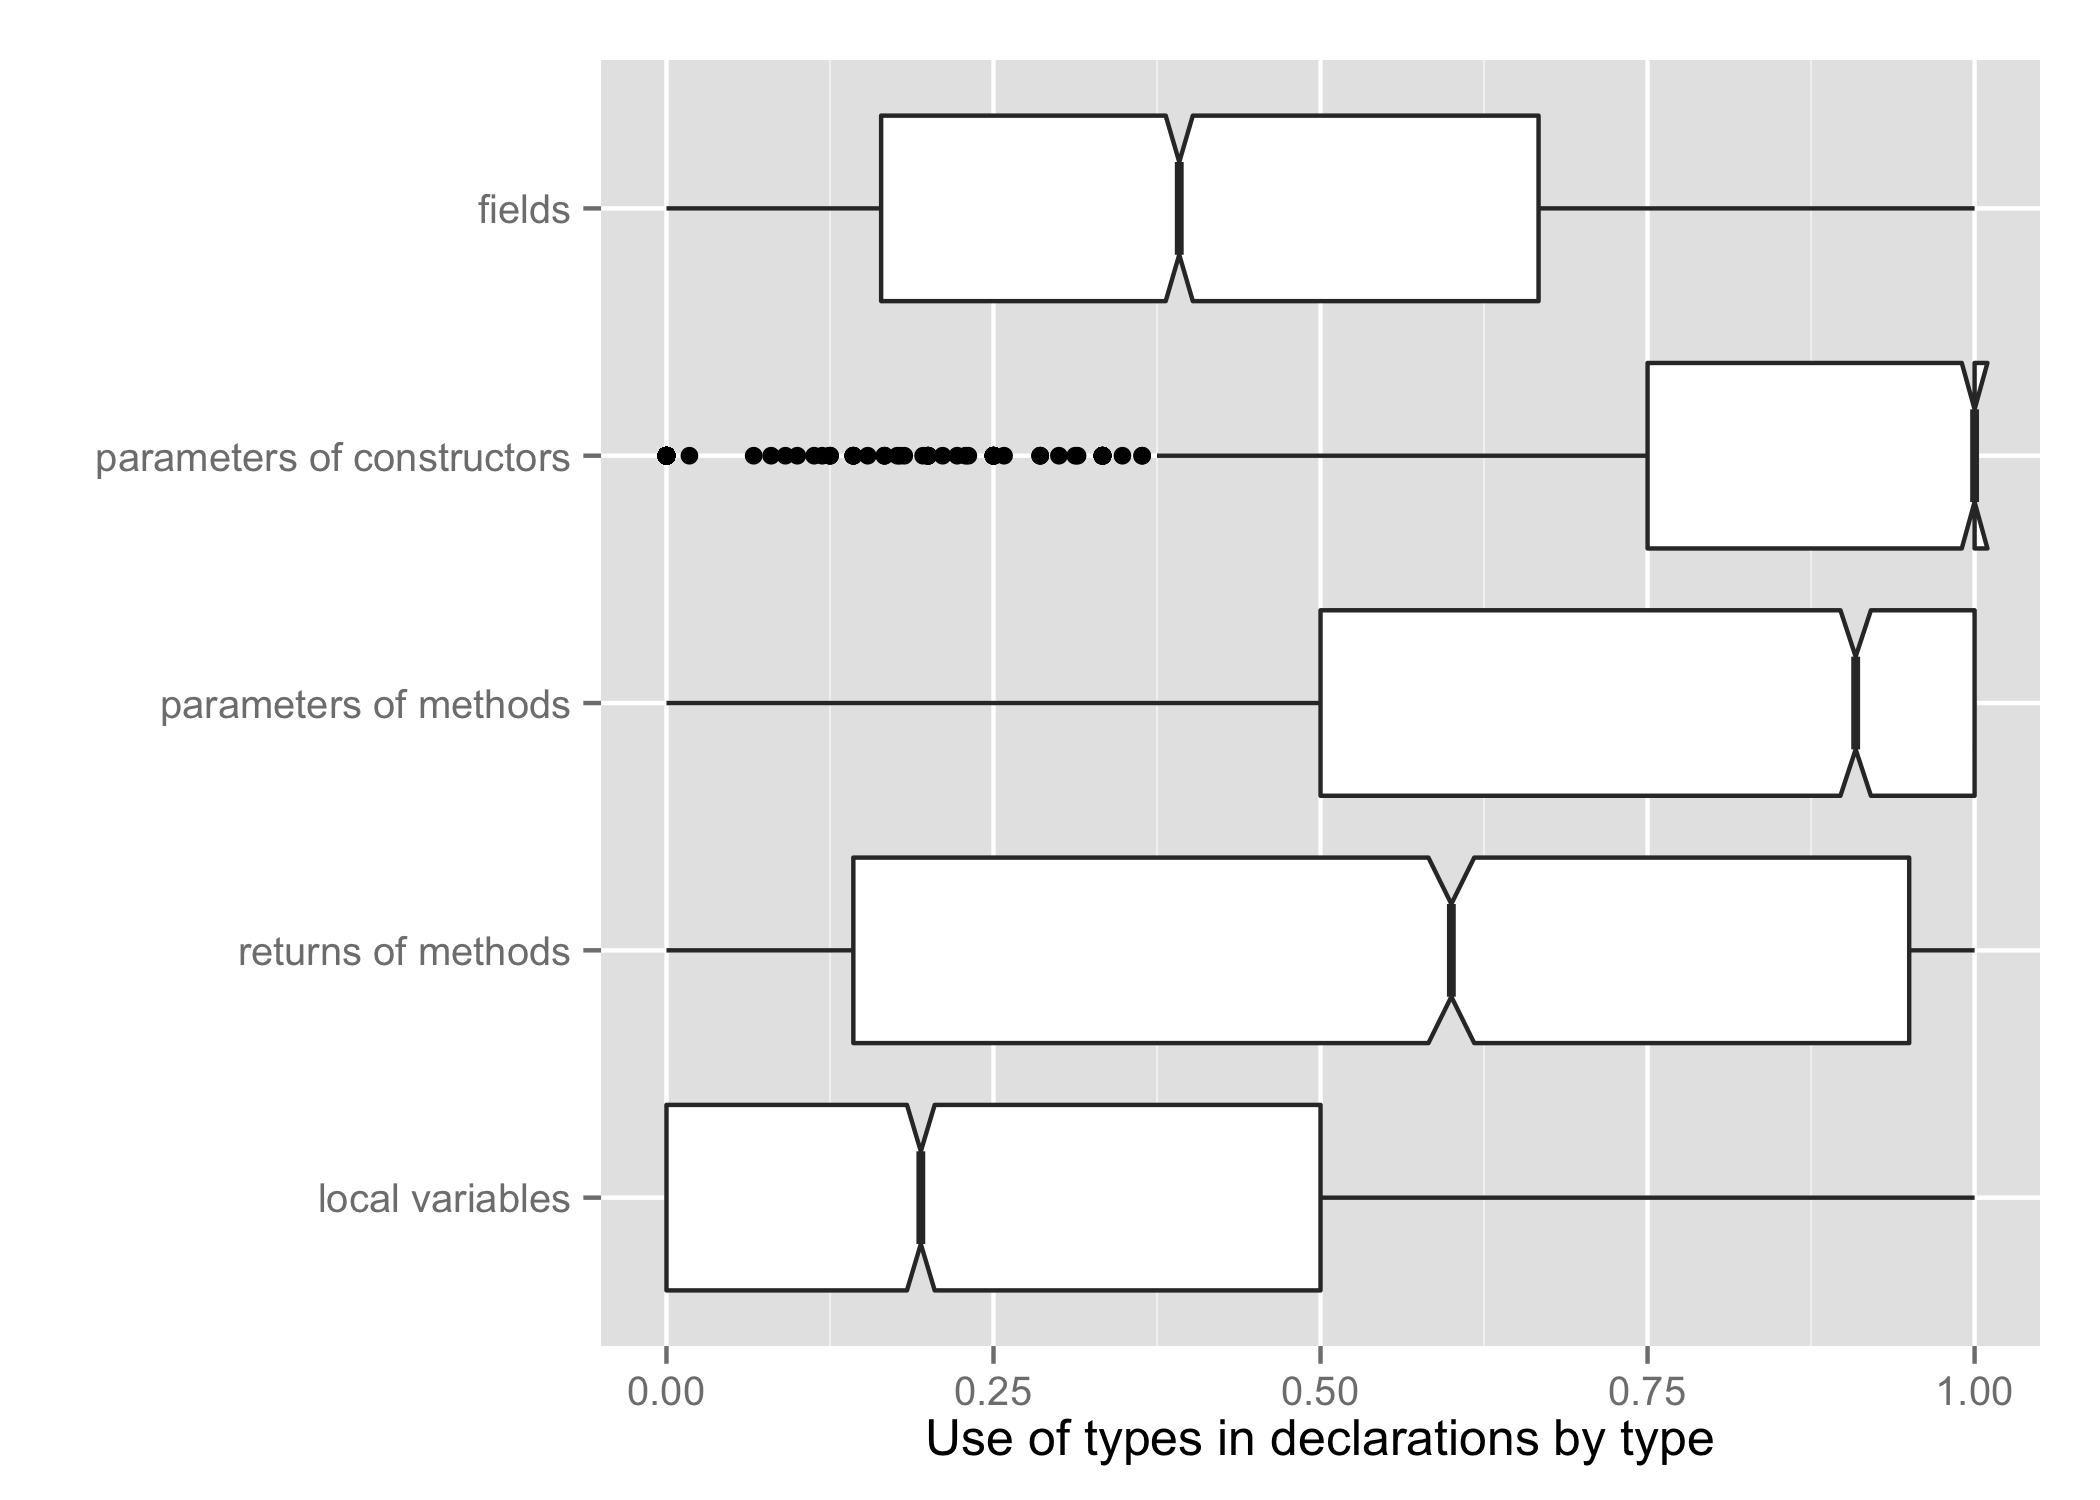 fields
parameters of constructors
parameters of methods
returns of methods
local variables
0.00 0.25 0.50 0.75 1.00
Use of types in declarations by type